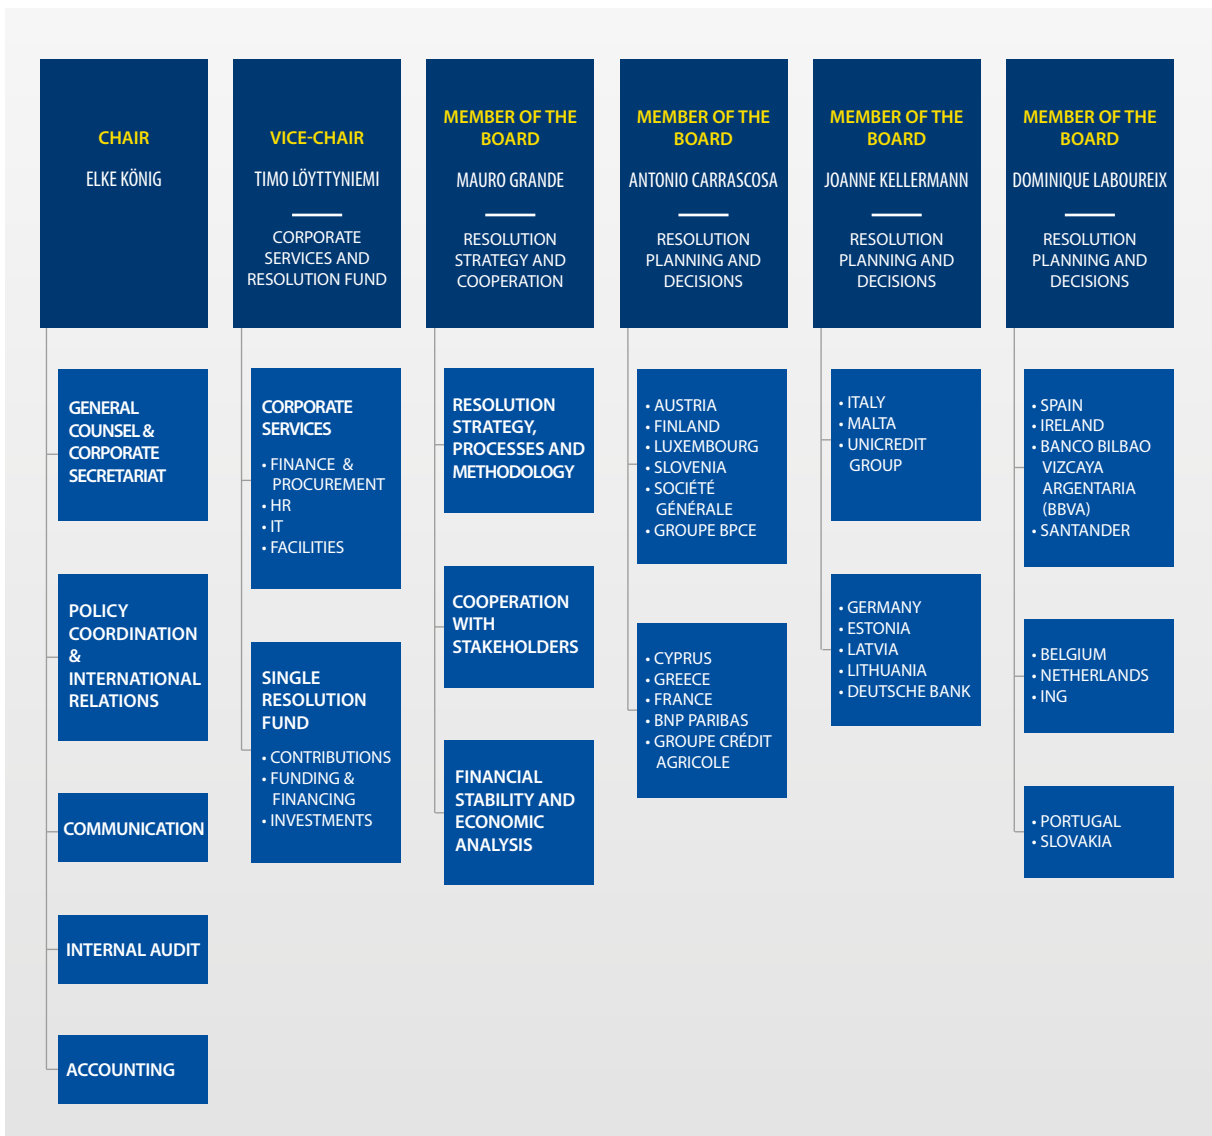 CHAIR
ELKE KÖNIG
GENERAL
COUNSEL &
CORPORATE
SECRETARIAT
POLICY
COORDINATION
&
INTERNATIONAL
RELATIONS
COMMUNICATION
INTERNAL AUDIT
ACCOUNTING
VICE-CHAIR
TIMO LÖYTTYNIEMI
CORPORATE
SERVICES AND
RESOLUTION FUND
CORPORATE
SERVICES
• FINANCE &
PROCUREMENT
• HR
• IT
• FACILITIES
SINGLE
RESOLUTION
FUND
• CONTRIBUTIONS
• FUNDING &
FINANCING
• INVESTMENTS
MEMBER OF THE
BOARD
MAURO GRANDE
RESOLUTION
STRATEGY AND
COOPERATION
RESOLUTION
STRATEGY,
PROCESSES AND
METHODOLOGY
COOPERATION
WITH
STAKEHOLDERS
FINANCIAL
STABILITY AND
ECONOMIC
ANALYSIS
MEMBER OF THE
BOARD
ANTONIO CARRASCOSA
RESOLUTION
PLANNING AND
DECISIONS
• AUSTRIA
• FINLAND
• LUXEMBOURG
• SLOVENIA
• SOCIÉTÉ
GÉNÉRALE
• GROUPE BPCE
• CYPRUS
• GREECE
• FRANCE
• BNP PARIBAS
• GROUPE CRÉDIT
AGRICOLE
MEMBER OF THE
BOARD
JOANNE KELLERMANN
RESOLUTION
PLANNING AND
DECISIONS
• ITALY
• MALTA
• UNICREDIT
GROUP
• GERMANY
• ESTONIA
• LATVIA
• LITHUANIA
• DEUTSCHE BANK
MEMBER OF THE
BOARD
DOMINIQUE LABOUREIX
RESOLUTION
PLANNING AND
DECISIONS
• SPAIN
• IRELAND
• BANCO BILBAO
VIZCAYA
ARGENTARIA
(BBVA)
• SANTANDER
• BELGIUM
• NETHERLANDS
• ING
• PORTUGAL
• SLOVAKIA